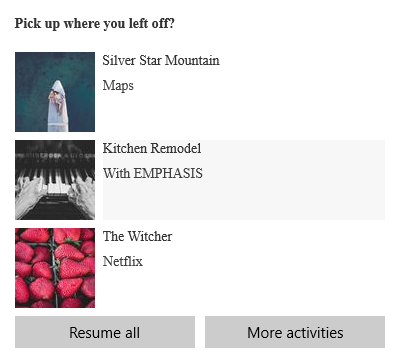 Pick up where you left off?
Silver Star Mountain
Maps
Kitchen Remodel
With EMPHASIS
The Witcher
Netflix
Resume all
More activities